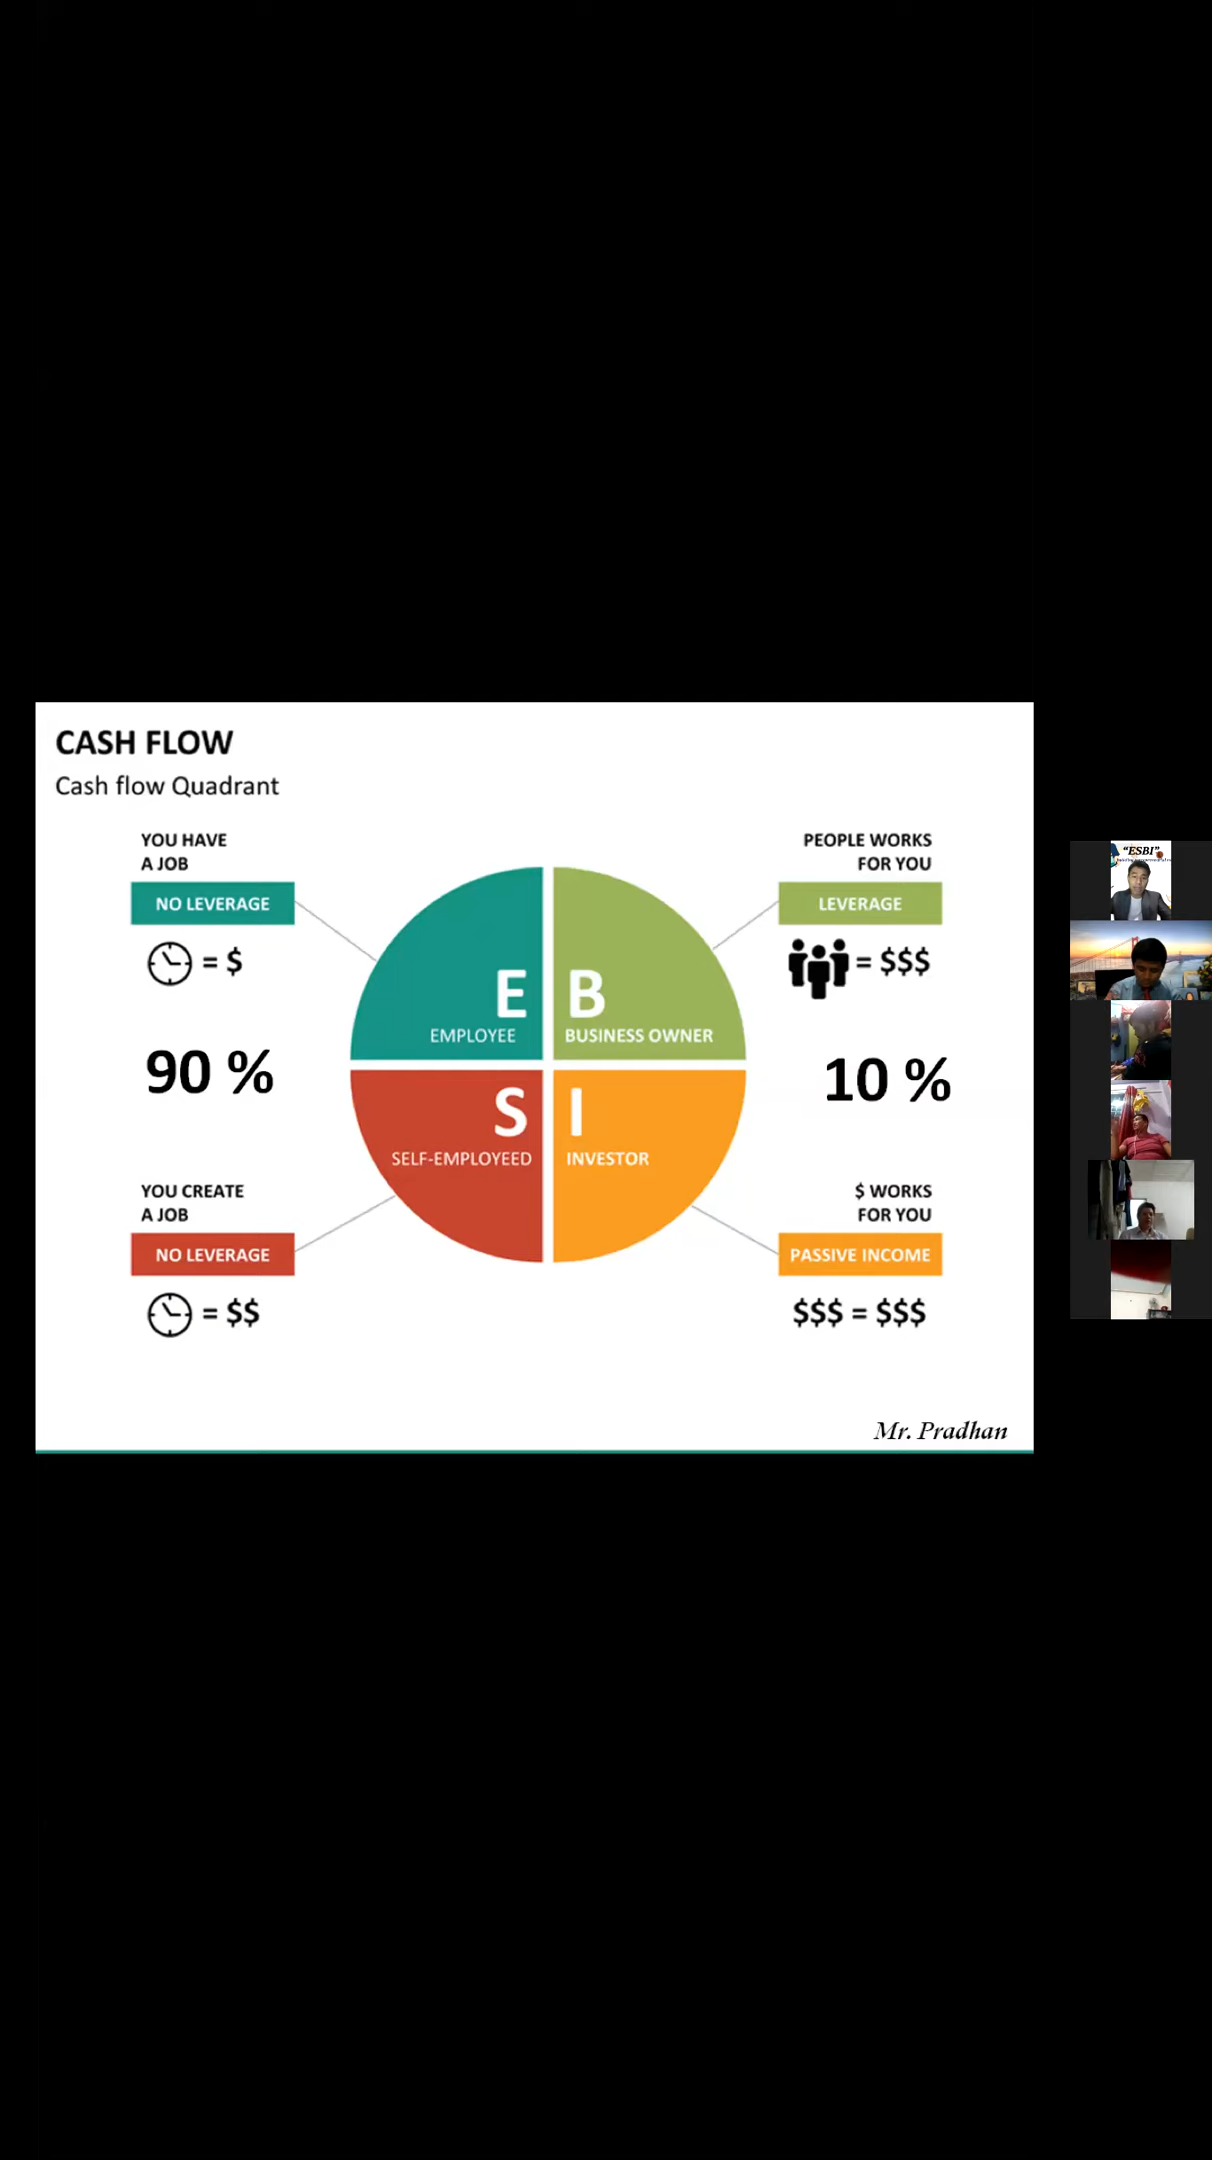 CASH FLOW
Cash flow Quadrant
YOU HAVE
A JOB
NO LEVERAGE
= $
90 %
YOU CREATE
A JOB
NO LEVERAGE
= $$
E
EMPLOYEE
B
BUSINESS OWNER
S
SELF-EMPLOYEED
I
INVESTOR
PEOPLE WORKS
FOR YOU
LEVERAGE
= $$$
10 %
$ WORKS
FOR YOU
PASSIVE INCOME
$$$ = $$$
Mr. Pradhan
“ESBI”